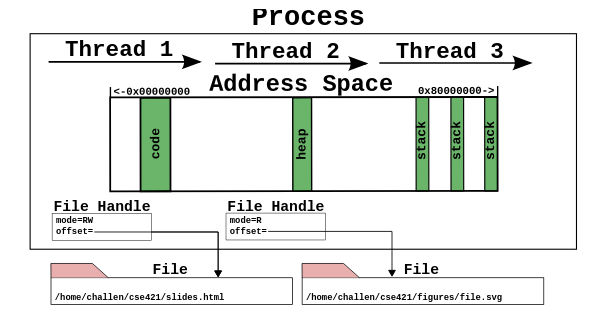 Process
Thread 1
Thread 2
Thread 3
Address Space
<-0x00000000
0x80000000->
code
heap
stack
stack
stack
File Handle
mode=RW
offset=
File Handle
mode=R
offset=
File
/home/challen/cse421/slides.html
File
/home/challen/cse421/figures/file.svg